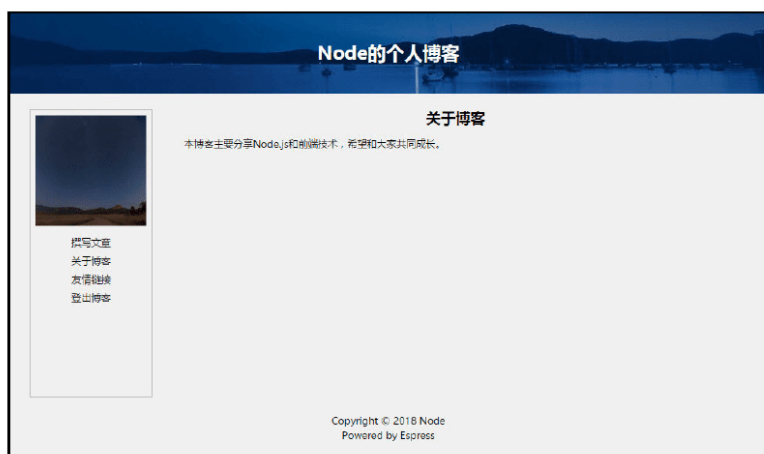 Node的个人博客
关于博客
本博客主要分享Node.js和前端技术，希望和大家共同成长。
撰写文章
关于博客
友情链接
登出博客
Copyright © 2018 Node
Powered by Espress